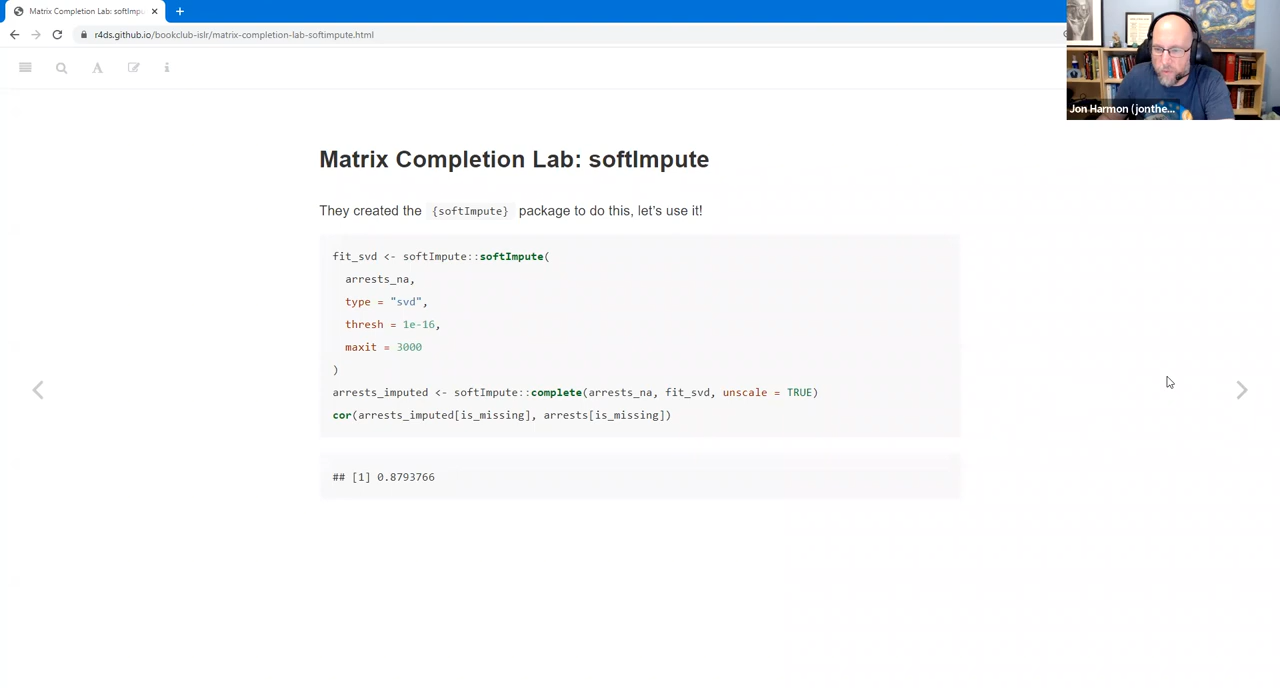 Matrix Completion Lab: softImpu
r4ds.github.io/bookclub-islr/matrix-completion-lab-softimpute.html
Jon Harmon (jonthe...
Matrix Completion Lab: softImpute
They created the {softImpute} package to do this, let's use it!
fit_svd <- softImpute::softImpute(
arrests_na,
type = "svd",
thresh = 1e-16,
maxit = 3000
)
arrests_imputed <- softImpute::complete(arrests_na, fit_svd, unscale = TRUE)
cor(arrests_imputed[is_missing], arrests[is_missing])
## [1] 0.8793766